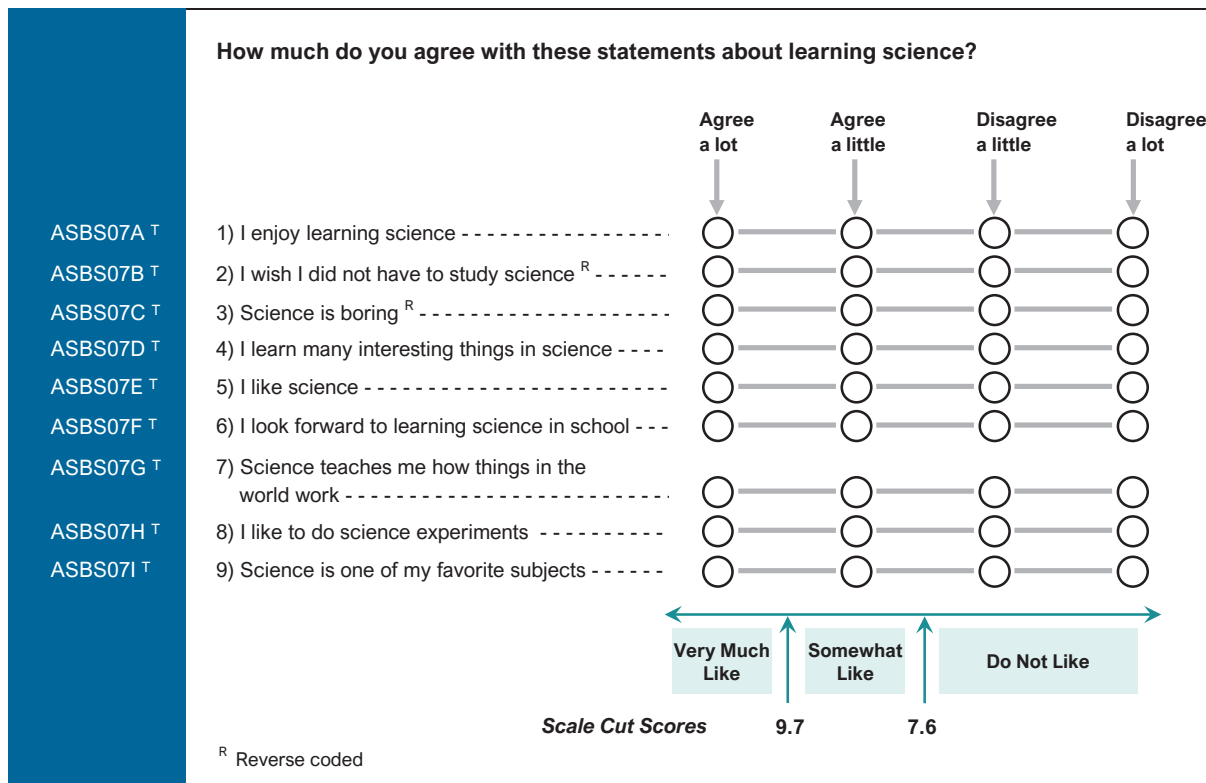 How much do you agree with these statements about learning science?
Agree a lot Agree a little Disagree a little Disagree a lot
ASBS07A T 1) I enjoy learning science - - - - - - - - - - - - - - - -
ASBS07B T 2) I wish I did not have to study science R - - - - - -
ASBS07C T 3) Science is boring R - - - - - - - - - - - - - - - - - - - -
ASBS07D T 4) I learn many interesting things in science - - - -
ASBS07E T 5) I like science - - - - - - - - - - - - - - - - - - - - - - - -
ASBS07F T 6) I look forward to learning science in school - - -
ASBS07G T 7) Science teaches me how things in the
world work - - - - - - - - - - - - - - - - - - - - - - - - - -
ASBS07H T 8) I like to do science experiments - - - - - - - - - -
ASBS07I T 9) Science is one of my favorite subjects - - - - - -
Very Much Like Somewhat Like Do Not Like
Scale Cut Scores 9.7 7.6
R Reverse coded